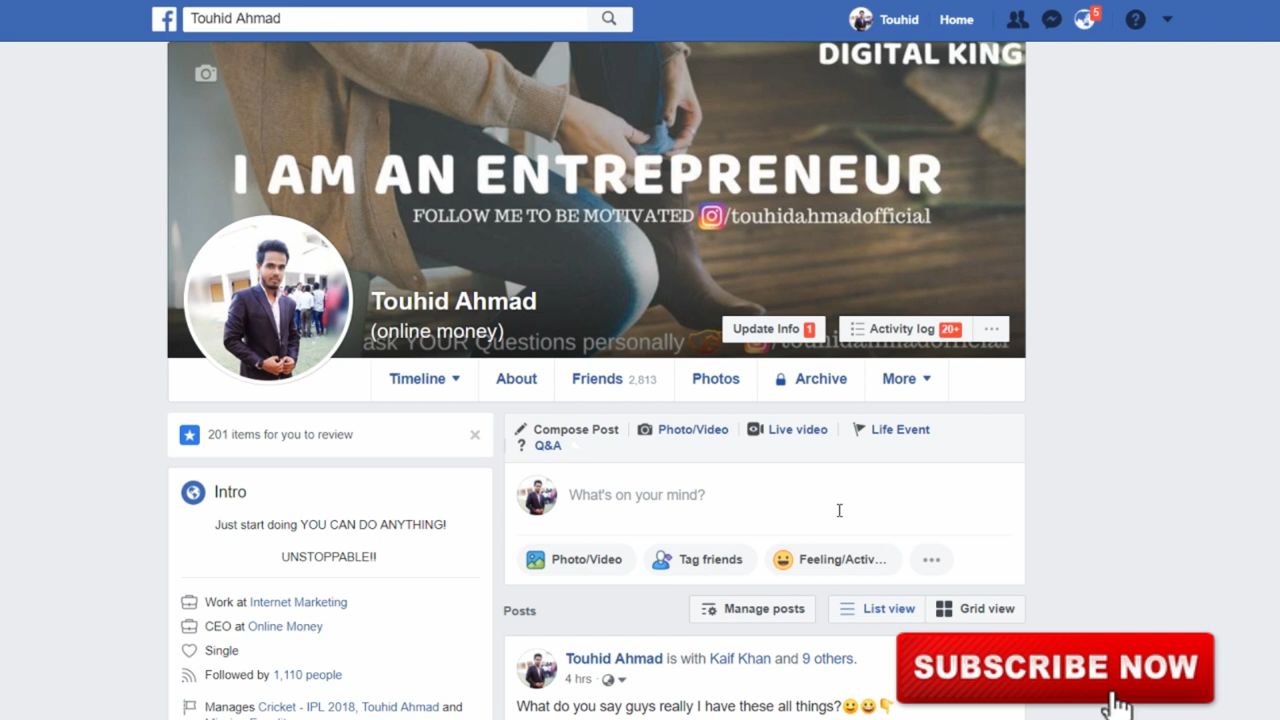 Touhid Ahmad
Touhid Home 5 ?
DIGITAL KING
I AM AN ENTREPRENEUR
FOLLOW ME TO BE MOTIVATED /touhidahmadofficial
Touhid Ahmad
(online money)
ask YOUR Questions personally /touhidahmadofficial
Update Info 1
Activity log 20+
Timeline About Friends 2,813 Photos Archive More
201 items for you to review
Compose Post Photo/Video Live video Life Event
? Q&A
Intro
What's on your mind?
Just start doing YOU CAN DO ANYTHING!
UNSTOPPABLE!!
Photo/Video Tag friends Feeling/Activ...
Work at Internet Marketing
CEO at Online Money
Single
Followed by 1,110 people
Manages Cricket - IPL 2018, Touhid Ahmad and
Posts Manage posts List view Grid view
Touhid Ahmad is with Kaif Khan and 9 others.
4 hrs ·
What do you say guys really I have these all things?😀😀👇
SUBSCRIBE NOW